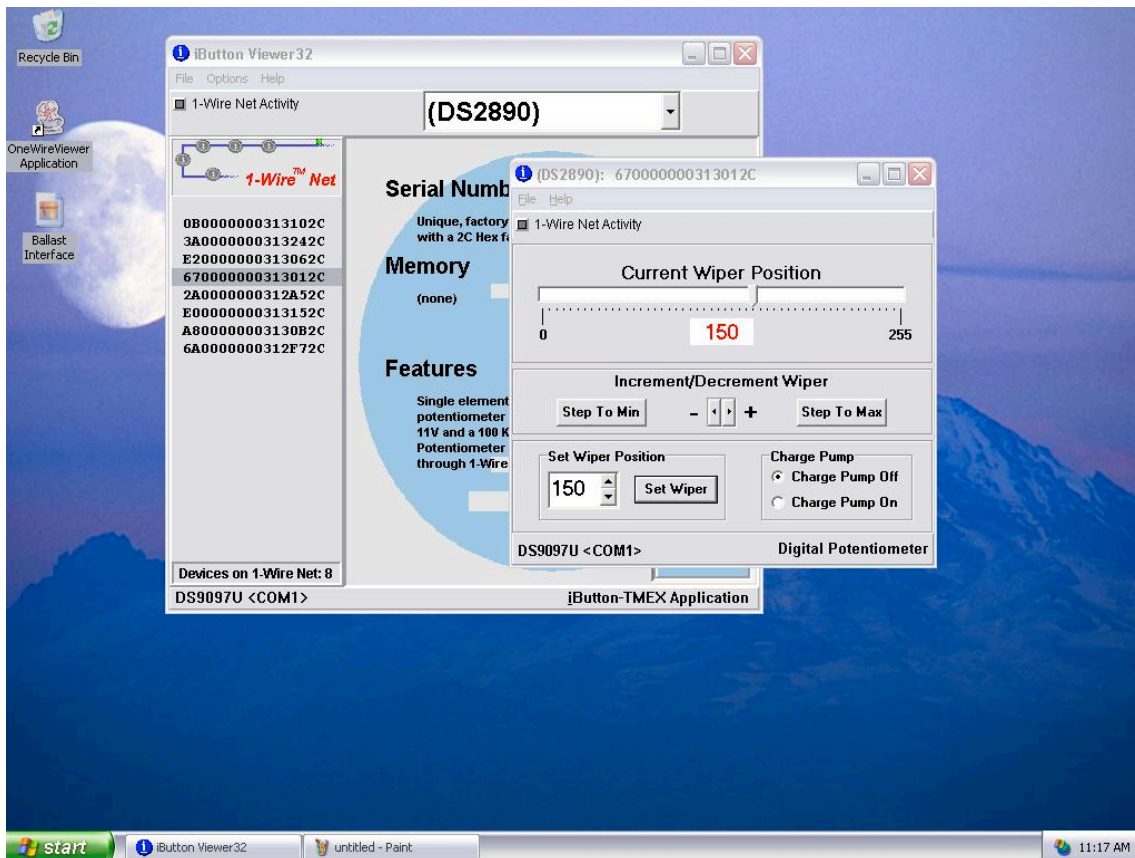 Recycle Bin
OneWireViewer
Application
Ballast
Interface
iButton Viewer32
File Options Help
1-Wire Net Activity
(DS2890)
1-Wire™ Net
0B0000000313102C
3A0000000313242C
E20000000313062C
670000000313012C
2A0000000312A52C
E00000000313152C
A800000003130B2C
6A0000000312F72C
Devices on 1-Wire Net: 8
Serial Numb
Unique, factory
with a 2C Hex fa
Memory
(none)
Features
Single element
potentiometer
11V and a 100 K
Potentiometer
through 1-Wire
DS9097U <COM1>
iButton-TMEX Application
(DS2890): 670000000313012C
File Help
1-Wire Net Activity
Current Wiper Position
0 150 255
Increment/Decrement Wiper
Step To Min - + Step To Max
Set Wiper Position
150 Set Wiper
Charge Pump
Charge Pump Off
Charge Pump On
DS9097U <COM1>
Digital Potentiometer
start
iButton Viewer32
untitled - Paint
11:17 AM